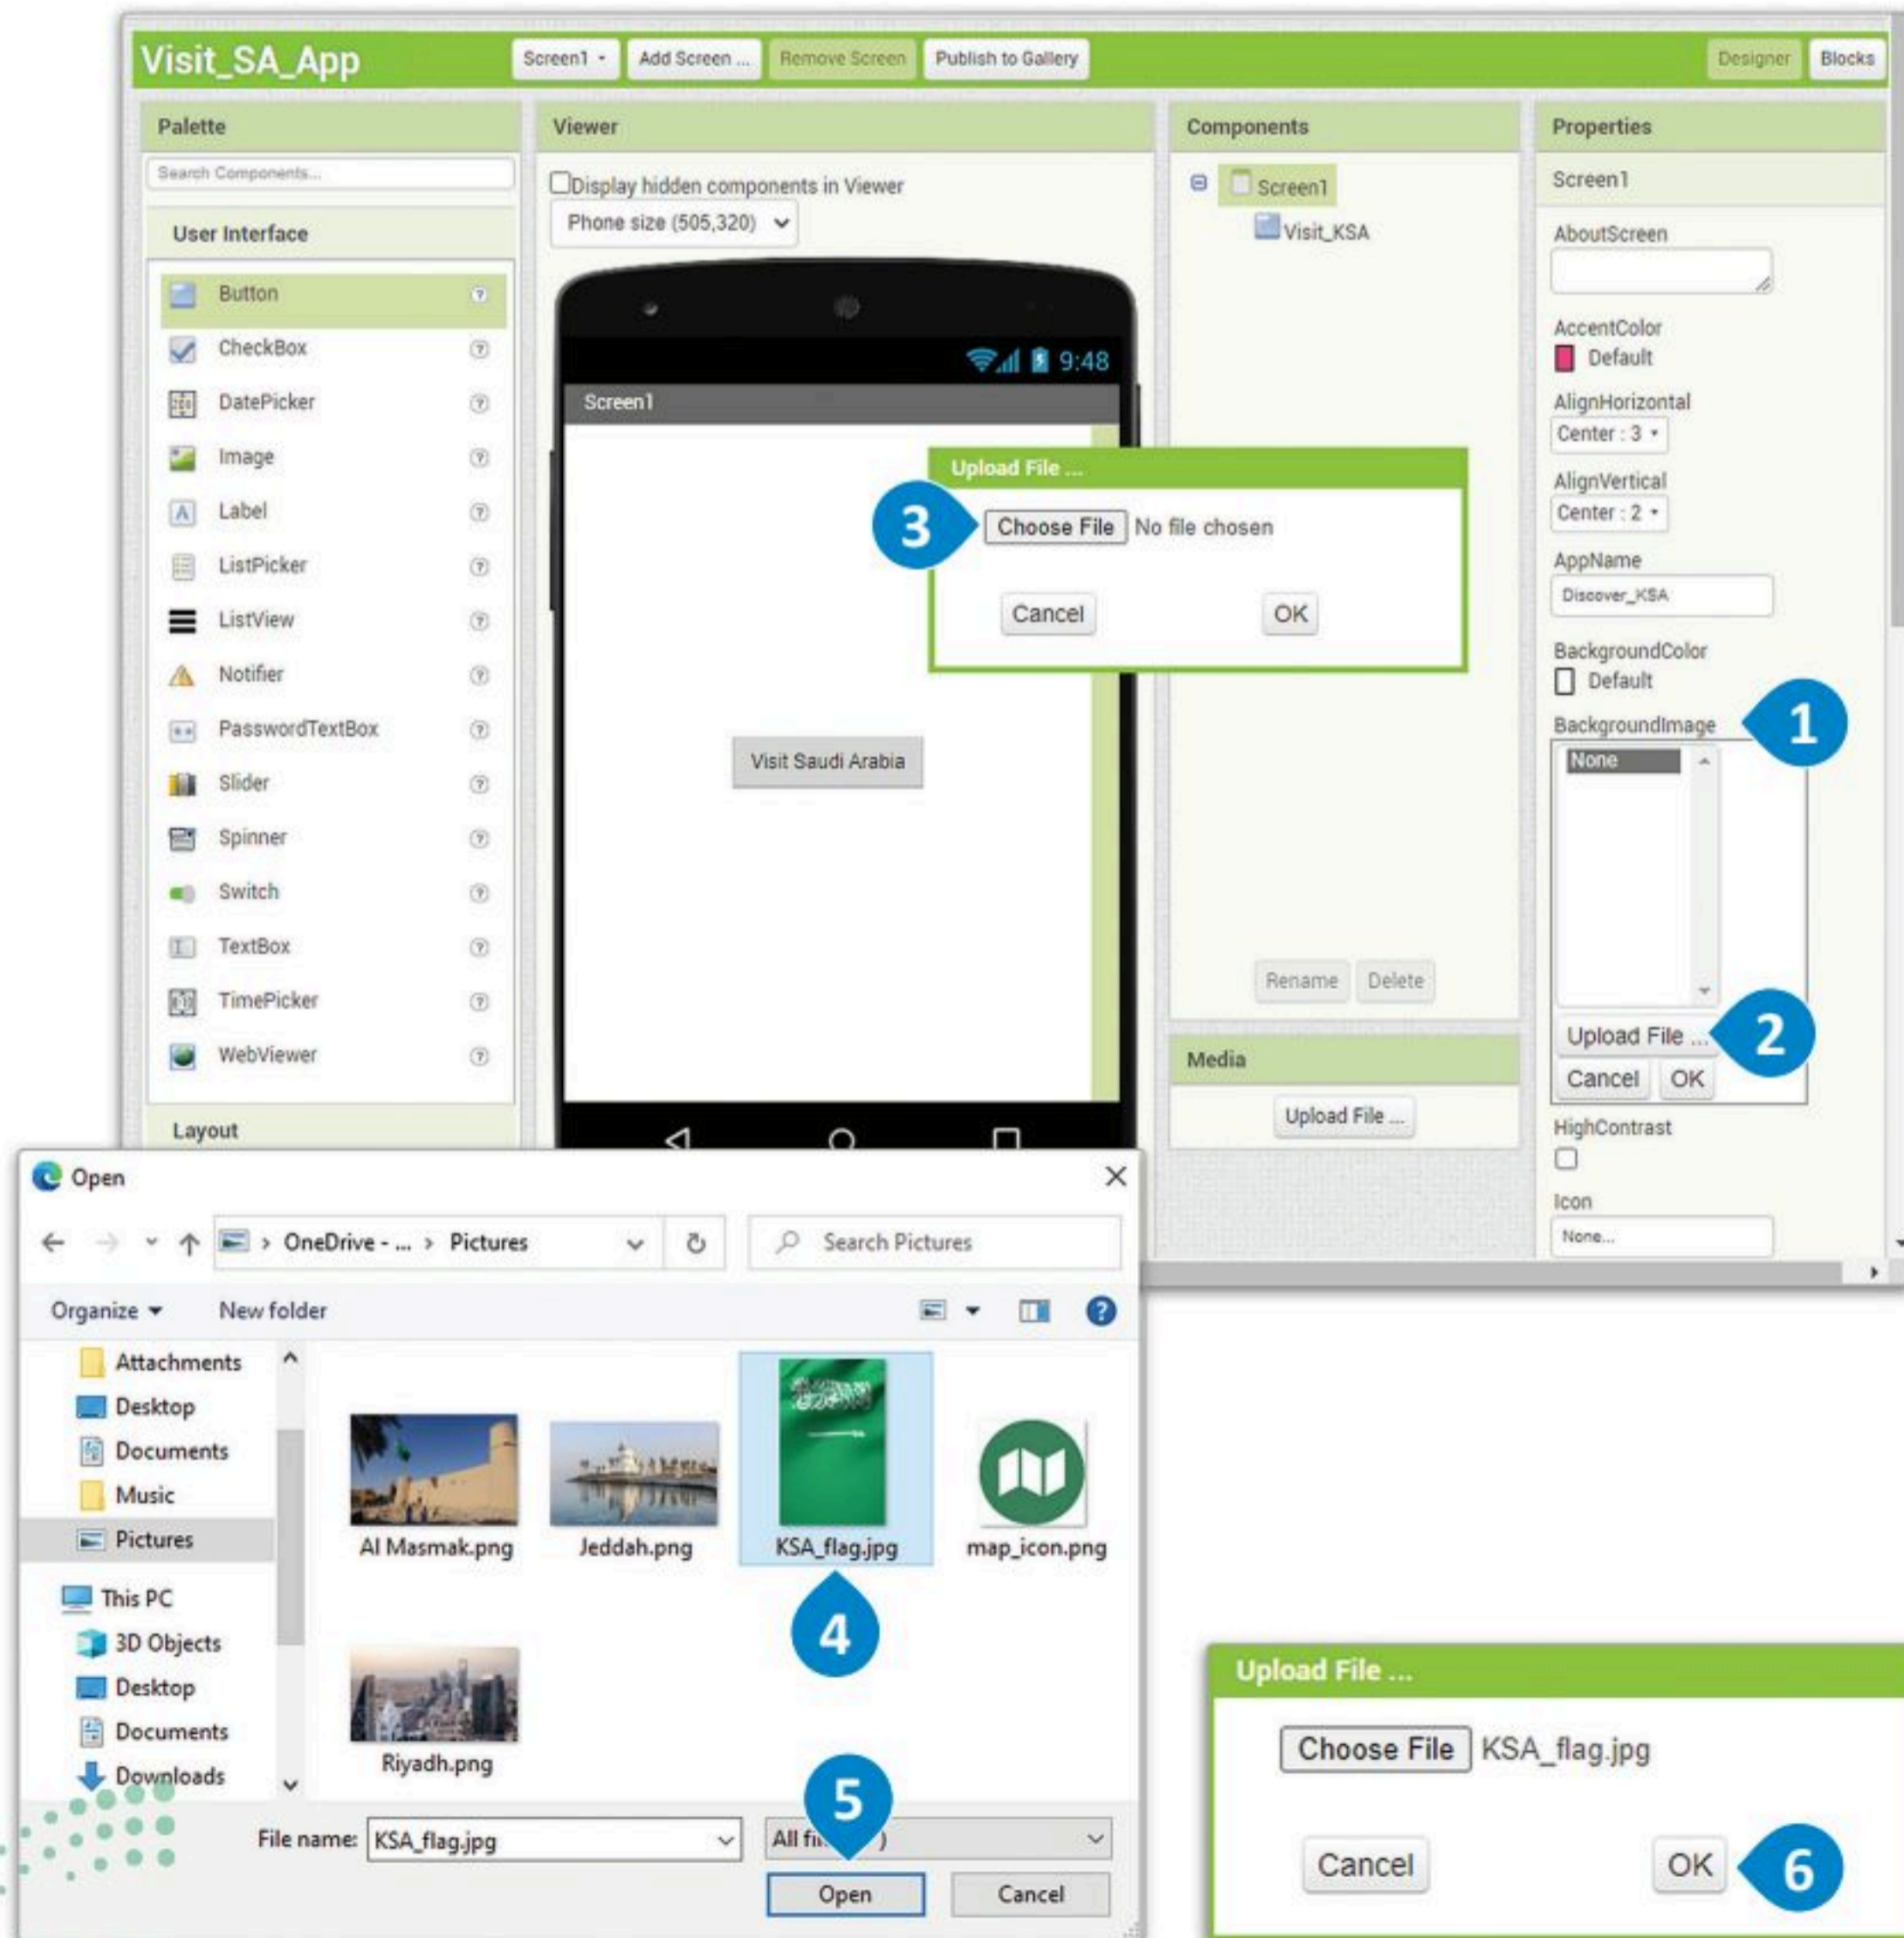 Visit_SA_App
Screen1
Add Screen ...
Remove Screen
Publish to Gallery
Designer
Blocks
Palette
Search Components...
User Interface
Button
CheckBox
DatePicker
Image
Label
ListPicker
ListView
Notifier
PasswordTextBox
Slider
Spinner
Switch
TextBox
TimePicker
WebViewer
Layout
Viewer
Display hidden components in Viewer
Phone size (505,320)
9:48
Screen1
Visit Saudi Arabia
Components
Screen1
Visit_KSA
Rename Delete
Media
Upload File ...
Upload File ...
3
Choose File No file chosen
Cancel OK
Properties
Screen1
AboutScreen
AccentColor
Default
AlignHorizontal
Center : 3
AlignVertical
Center : 2
AppName
Discover_KSA
BackgroundColor
Default
BackgroundImage
1
None
Upload File ...
2
Cancel OK
HighContrast
Icon
None...
Open
OneDrive - ... > Pictures
Search Pictures
Organize
New folder
Attachments
Desktop
Documents
Music
Pictures
This PC
3D Objects
Desktop
Documents
Downloads
Al Masmak.png
Jeddah.png
KSA_flag.jpg
map_icon.png
4
Riyadh.png
5
File name: KSA_flag.jpg
All
Open
Cancel
Upload File ...
Choose File KSA_flag.jpg
Cancel
OK
6